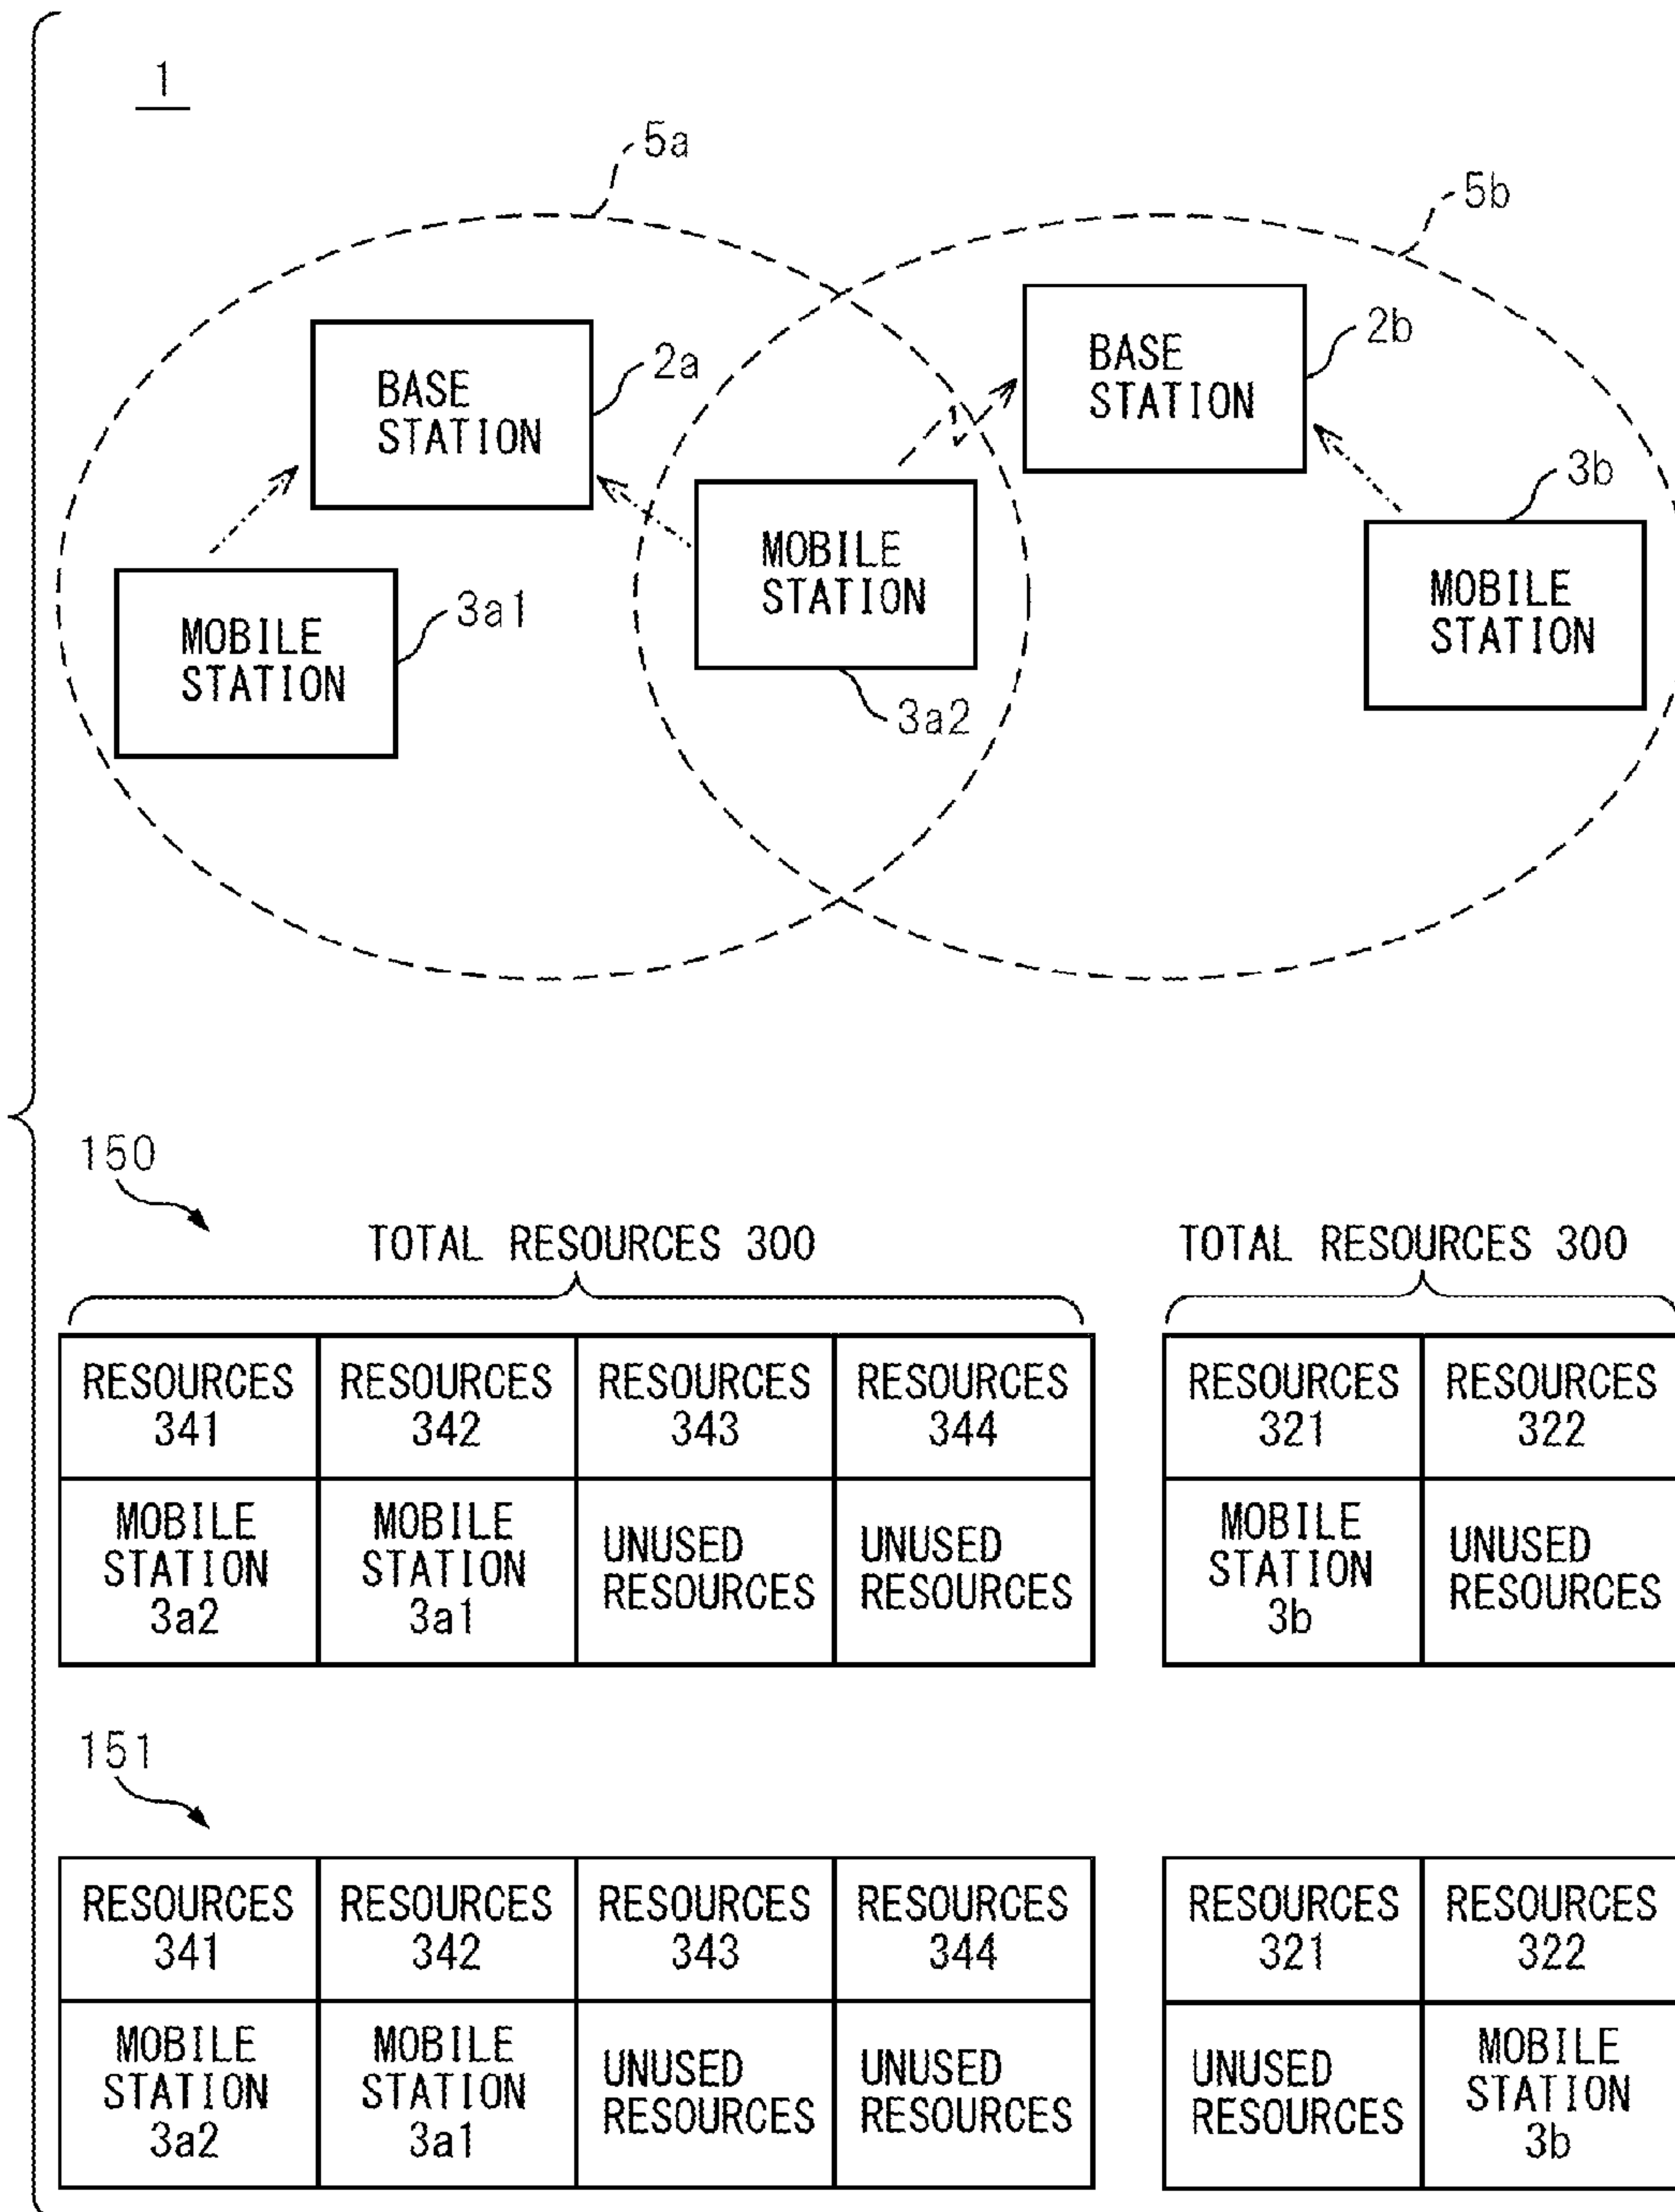 1
5a
5b
BASE
STATION
2a
BASE
STATION
2b
MOBILE
STATION
3a1
MOBILE
STATION
3a2
MOBILE
STATION
3b
150
TOTAL RESOURCES 300
TOTAL RESOURCES 300
RESOURCES
341
RESOURCES
342
RESOURCES
343
RESOURCES
344
RESOURCES
321
RESOURCES
322
MOBILE
STATION
3a2
MOBILE
STATION
3a1
UNUSED
RESOURCES
UNUSED
RESOURCES
MOBILE
STATION
3b
UNUSED
RESOURCES
151
RESOURCES
341
RESOURCES
342
RESOURCES
343
RESOURCES
344
RESOURCES
321
RESOURCES
322
MOBILE
STATION
3a2
MOBILE
STATION
3a1
UNUSED
RESOURCES
UNUSED
RESOURCES
UNUSED
RESOURCES
MOBILE
STATION
3b